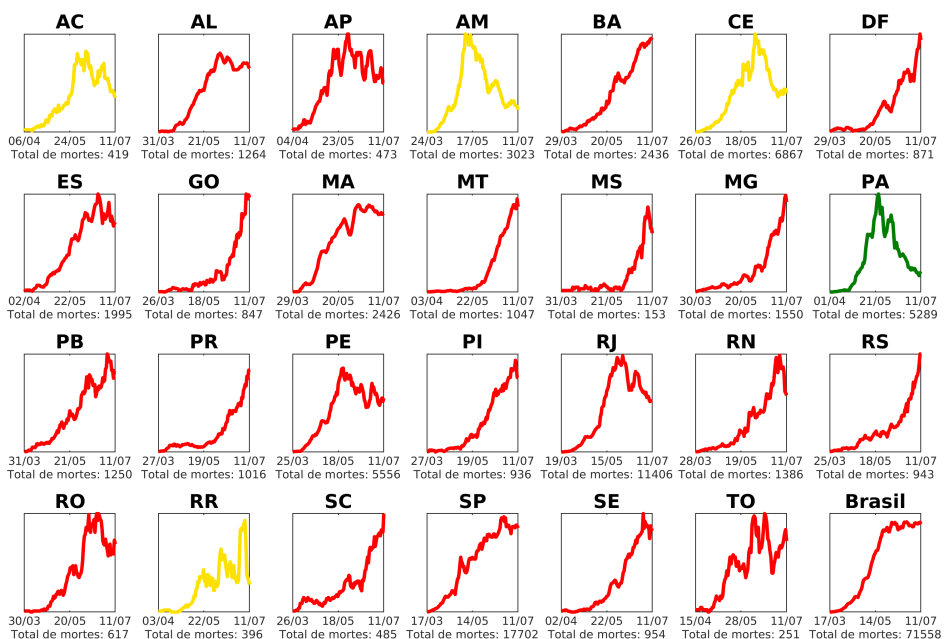 AC AL AP AM BA CE DF
06/04 24/05 11/07 31/03 21/05 11/07 04/04 23/05 11/07 24/03 17/05 11/07 29/03 20/05 11/07 26/03 18/05 11/07 29/03 20/05 11/07
Total de mortes: 419 Total de mortes: 1264 Total de mortes: 473 Total de mortes: 3023 Total de mortes: 2436 Total de mortes: 6867 Total de mortes: 871
ES GO MA MT MS MG PA
02/04 22/05 11/07 26/03 18/05 11/07 29/03 20/05 11/07 03/04 22/05 11/07 31/03 21/05 11/07 30/03 20/05 11/07 01/04 21/05 11/07
Total de mortes: 1995 Total de mortes: 847 Total de mortes: 2426 Total de mortes: 1047 Total de mortes: 153 Total de mortes: 1550 Total de mortes: 5289
PB PR PE PI RJ RN RS
31/03 21/05 11/07 27/03 19/05 11/07 25/03 18/05 11/07 27/03 19/05 11/07 19/03 15/05 11/07 28/03 19/05 11/07 25/03 18/05 11/07
Total de mortes: 1250 Total de mortes: 1016 Total de mortes: 5556 Total de mortes: 936 Total de mortes: 11406 Total de mortes: 1386 Total de mortes: 943
RO RR SC SP SE TO Brasil
30/03 20/05 11/07 03/04 22/05 11/07 26/03 18/05 11/07 17/03 14/05 11/07 02/04 22/05 11/07 15/04 28/05 11/07 17/03 14/05 11/07
Total de mortes: 617 Total de mortes: 396 Total de mortes: 485 Total de mortes: 17702 Total de mortes: 954 Total de mortes: 257 Total de mortes: 71556